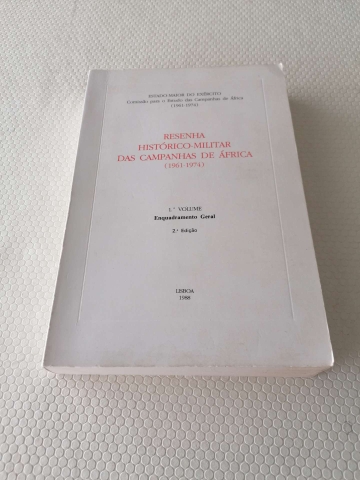 ESTADO-MAIOR DO EXÉRCITO
Comissão para o Estudo das Campanhas de África
(1961-1974)
RESENHA
HISTÓRICO-MILITAR
DAS CAMPANHAS DE ÁFRICA
(1961-1974)
1.º VOLUME
Enquadramento Geral
2.ª Edição
LISBOA
1988